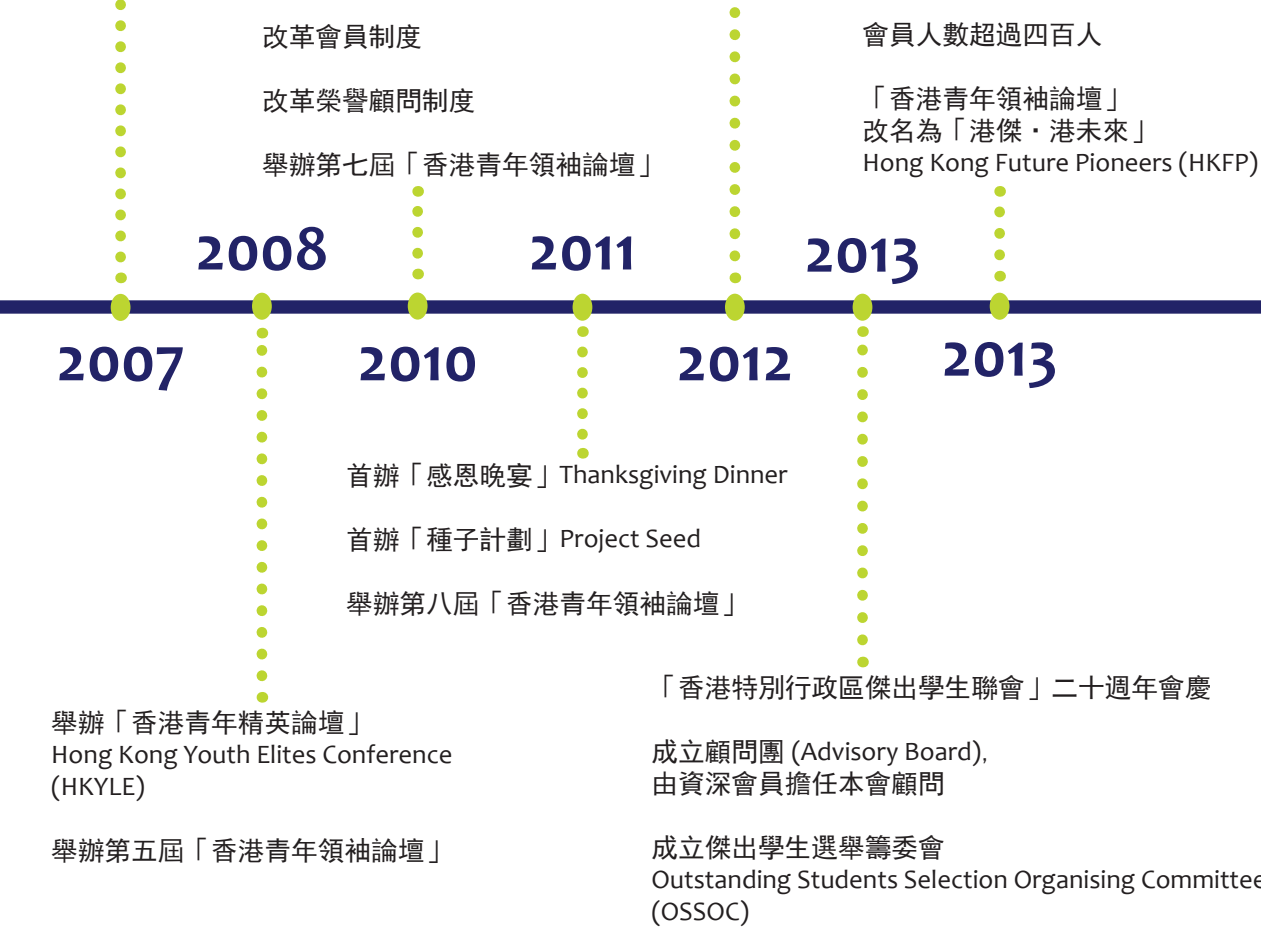 改革會員制度
改革榮譽顧問制度
舉辦第七屆「香港青年領袖論壇」
會員人數超過四百人
「香港青年領袖論壇」
改名為「港傑・港未來」
Hong Kong Future Pioneers (HKFP)
2008
2011
2013
2007
2010
2012
2013
首辦「感恩晚宴」Thanksgiving Dinner
首辦「種子計劃」Project Seed
舉辦第八屆「香港青年領袖論壇」
舉辦「香港青年精英論壇」
Hong Kong Youth Elites Conference
(HKYLE)
舉辦第五屆「香港青年領袖論壇」
「香港特別行政區傑出學生聯會」二十週年會慶
成立顧問團 (Advisory Board),
由資深會員擔任本會顧問
成立傑出學生選舉籌委會
Outstanding Students Selection Organising Committee
(OSSOC)